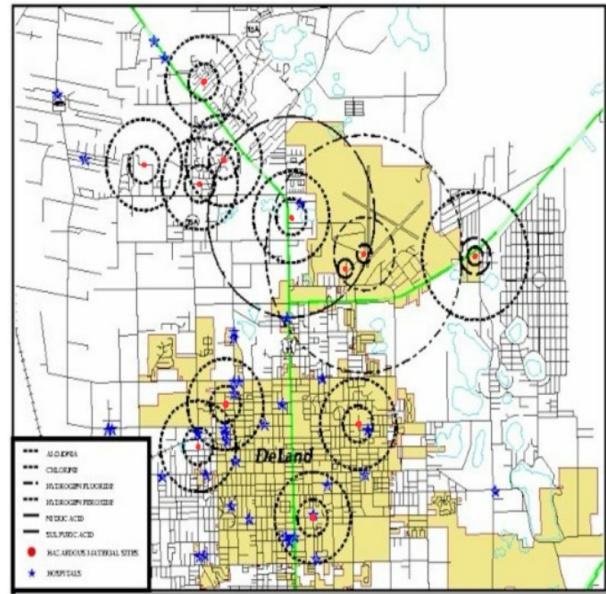 DeLand
AMMONIA
CHLORINE
HYDROGEN FLUORIDE
HYDROGEN PEROXIDE
NITRIC ACID
SULFURIC ACID
HAZARDOUS MATERIAL SITES
HOSPITALS